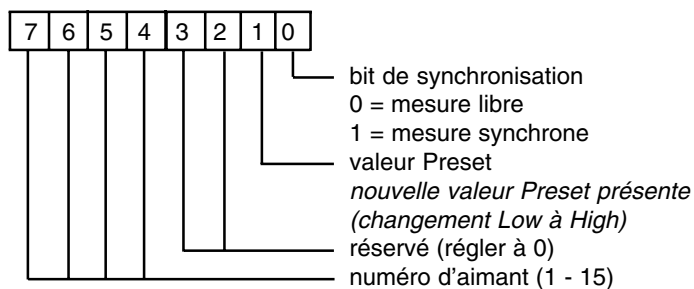 7 6 5 4 3 2 1 0
bit de synchronisation
0 = mesure libre
1 = mesure synchrone
valeur Preset
nouvelle valeur Preset présente
(changement Low à High)
réservé (régler à 0)
numéro d'aimant (1 - 15)